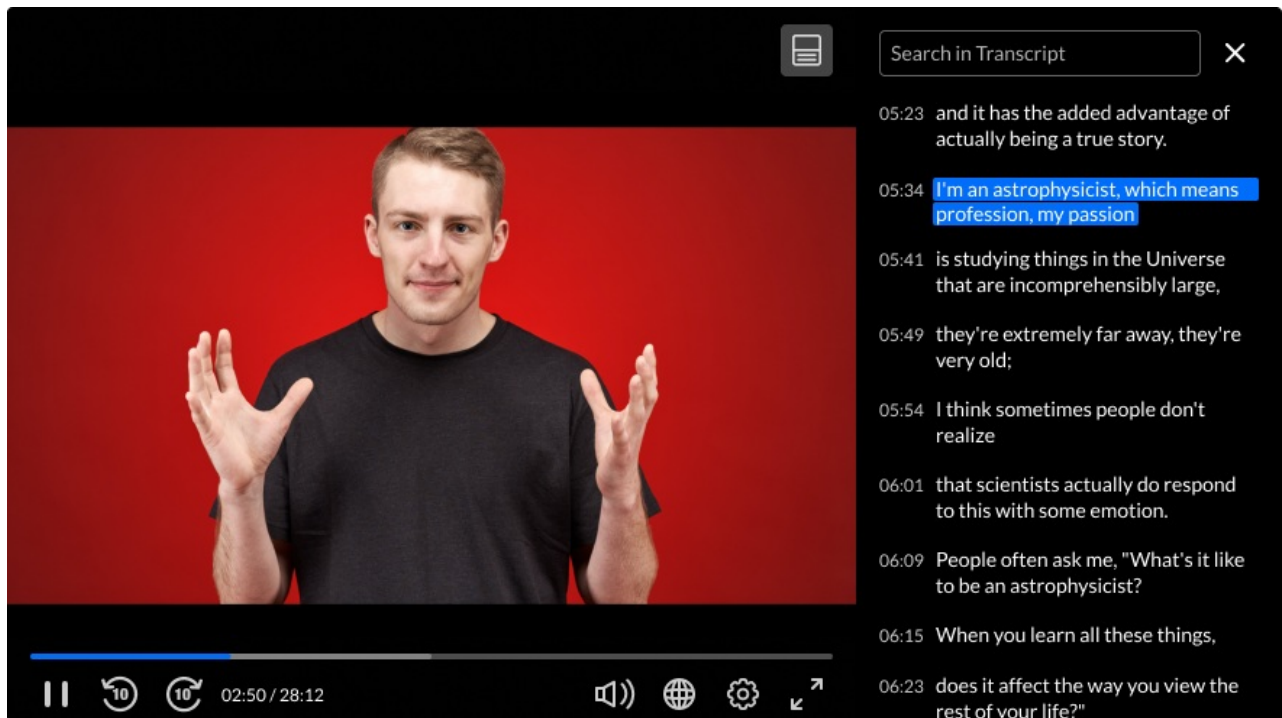 Search in Transcript
05:23 and it has the added advantage of
actually being a true story.
05:34 I'm an astrophysicist, which means
profession, my passion
05:41 is studying things in the Universe
that are incomprehensibly large,
05:49 they're extremely far away, they're
very old;
05:54 I think sometimes people don't
realize
06:01 that scientists actually do respond
to this with some emotion.
06:09 People often ask me, "What's it like
to be an astrophysicist?
06:15 When you learn all these things,
06:23 does it affect the way you view the
rest of your life?"
10 10 02:50 / 28:12